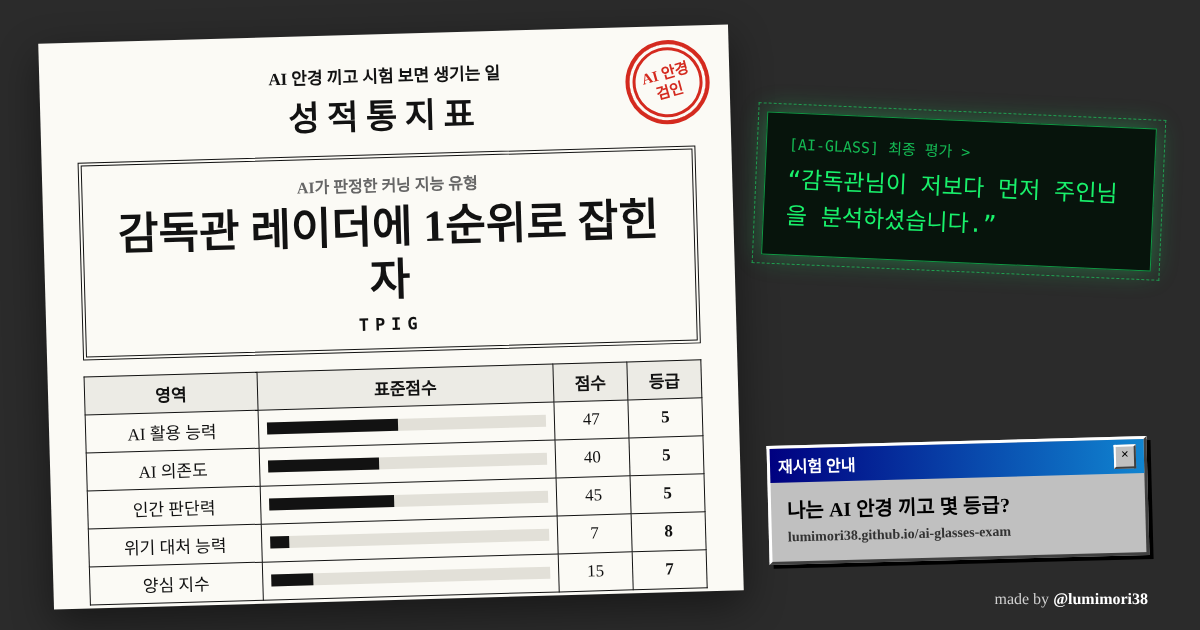 AI 안경 끼고 시험 보면 생기는 일
성적통지표
AI 안경
검인
AI가 판정한 커닝 지능 유형
감독관 레이더에 1순위로 잡힌
자
TPIG
영역 표준점수 점수 등급
AI 활용 능력 47 5
AI 의존도 40 5
인간 판단력 45 5
위기 대처 능력 7 8
양심 지수 15 7
[AI-GLASS] 최종 평가 >
“감독관님이 저보다 먼저 주인님
을 분석하셨습니다.”
재시험 안내 ×
나는 AI 안경 끼고 몇 등급?
lumimori38.github.io/ai-glasses-exam
made by @lumimori38